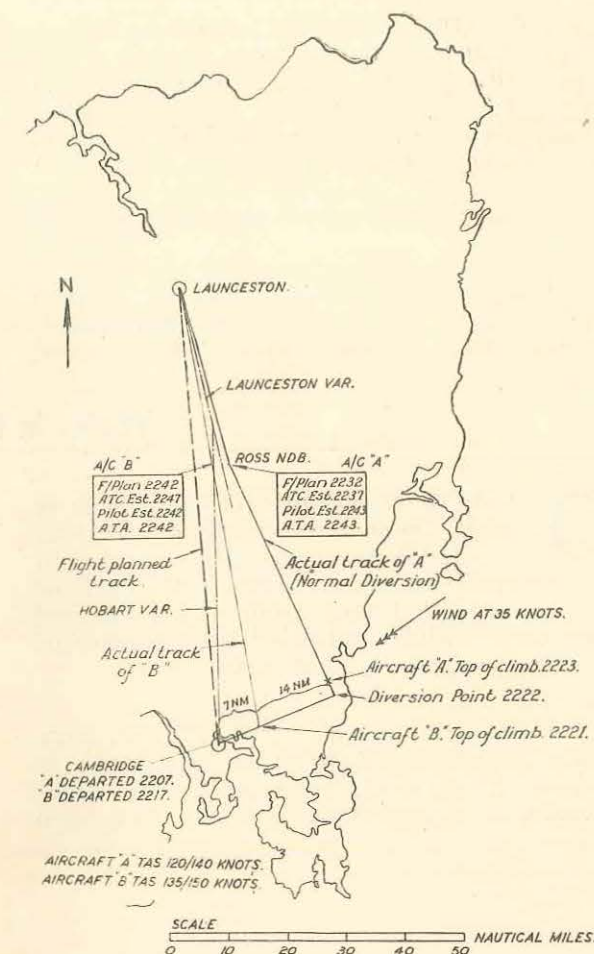 N
LAUNCESTON.
LAUNCESTON VAR.
A/C "B"
F/Plan 2242
ATC. Est. 2247
Pilot Est. 2242
A.T.A. 2242.
ROSS NDB.
A/C "A"
F/Plan 2232
ATC. Est. 2237
Pilot Est. 2243
A.T.A. 2243.
Flight planned
track.
Actual track of "A"
(Normal Diversion)
HOBART VAR.
WIND AT 35 KNOTS.
Actual track
of "B"
Aircraft "A". Top of climb. 2223.
14 NM
7 NM
Diversion Point 2222.
Aircraft "B". Top of climb. 2221.
CAMBRIDGE
"A" DEPARTED 2207.
"B" DEPARTED 2217.
AIRCRAFT "A" TAS 120/140 KNOTS.
AIRCRAFT "B" TAS 135/150 KNOTS.
SCALE
NAUTICAL MILES.
0 10 20 30 40 50